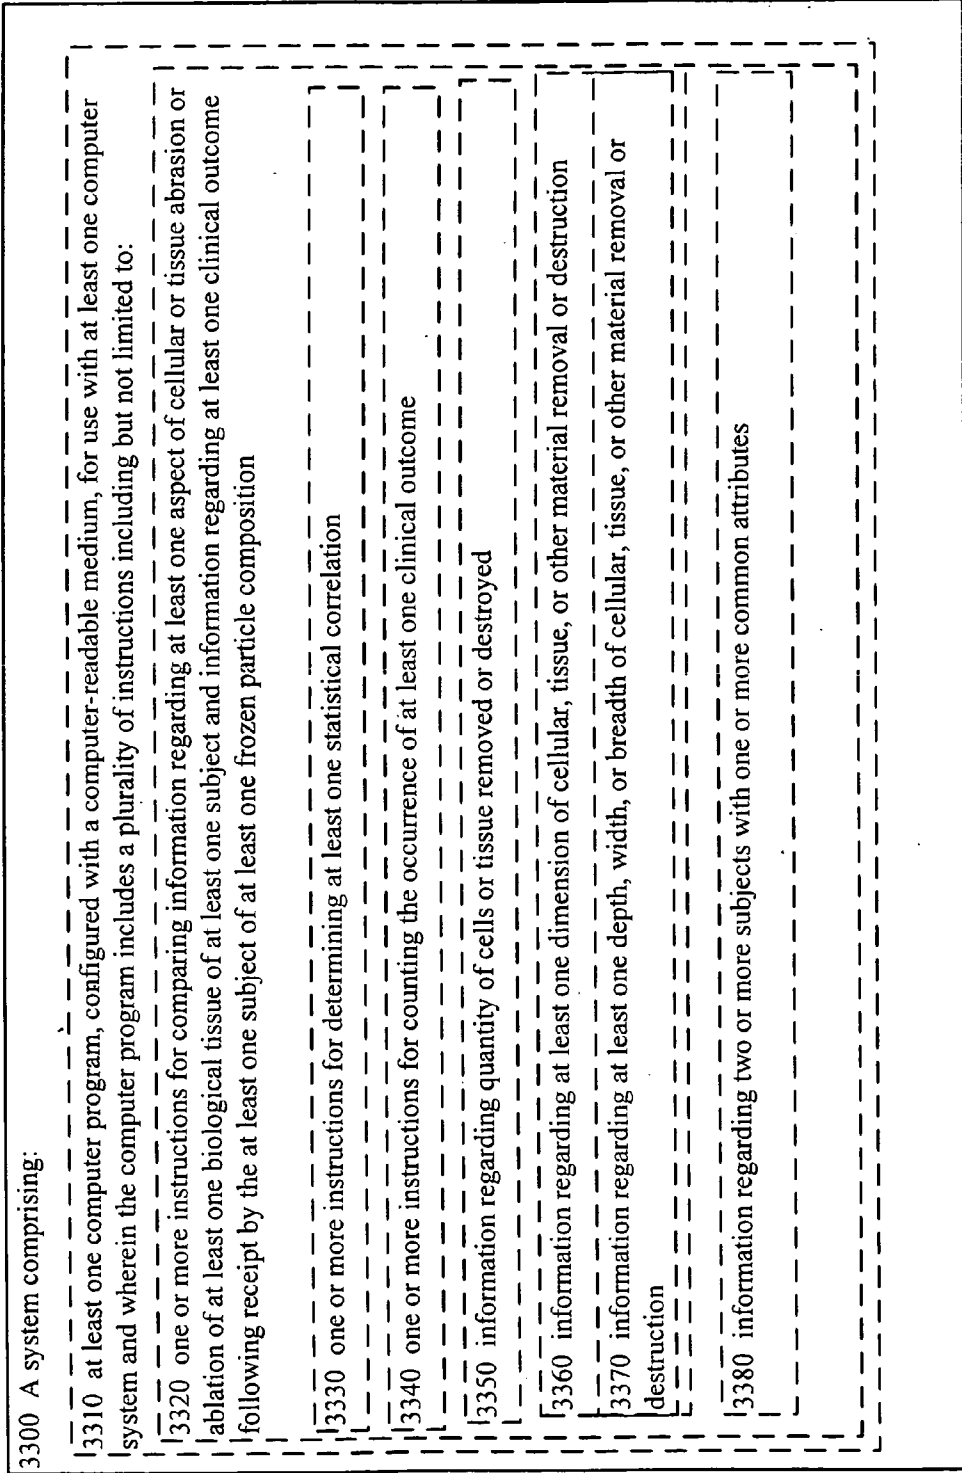 3300 A system comprising:
3310 at least one computer program, configured with a computer-readable medium, for use with at least one computer
system and wherein the computer program includes a plurality of instructions including but not limited to:
3320 one or more instructions for comparing information regarding at least one aspect of cellular or tissue abrasion or
ablation of at least one biological tissue of at least one subject and information regarding at least one clinical outcome
following receipt by the at least one subject of at least one frozen particle composition
3330 one or more instructions for determining at least one statistical correlation
3340 one or more instructions for counting the occurrence of at least one clinical outcome
3350 information regarding quantity of cells or tissue removed or destroyed
3360 information regarding at least one dimension of cellular, tissue, or other material removal or destruction
3370 information regarding at least one depth, width, or breadth of cellular, tissue, or other material removal or
destruction
3380 information regarding two or more subjects with one or more common attributes